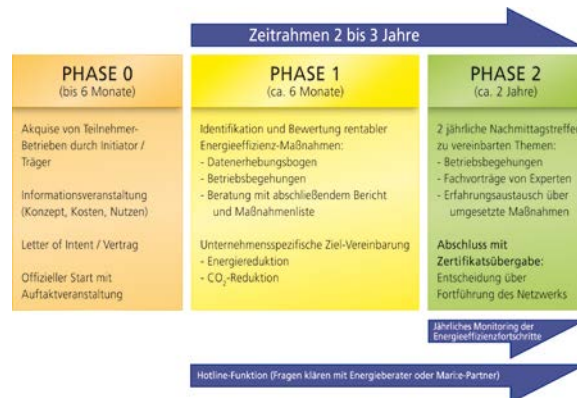 Zeitrahmen 2 bis 3 Jahre
PHASE 0
(bis 6 Monate)
Akquise von Teilnehmer-
Betrieben durch Initiator /
Träger
Informationsveranstaltung
(Konzept, Kosten, Nutzen)
Letter of Intent / Vertrag
Offizieller Start mit
Auftaktveranstaltung
PHASE 1
(ca. 6 Monate)
Identifikation und Bewertung rentabler
Energieeffizienz-Maßnahmen:
- Datenerhebungsbogen
- Betriebsbegehungen
- Beratung mit abschließendem Bericht
und Maßnahmenliste
Unternehmensspezifische Ziel-Vereinbarung
- Energiereduktion
- CO₂-Reduktion
PHASE 2
(ca. 2 Jahre)
2 jährliche Nachmittagstreffen
zu vereinbarten Themen:
- Betriebsbegehungen
- Fachvorträge von Experten
- Erfahrungsaustausch über
umgesetzte Maßnahmen
Abschluss mit
Zertifikatsübergabe:
Entscheidung über
Fortführung des Netzwerks
Jährliches Monitoring der
Energieeffizienzfortschritte
Hotline-Funktion (Fragen klären mit Energieberater oder Mari:e-Partner)